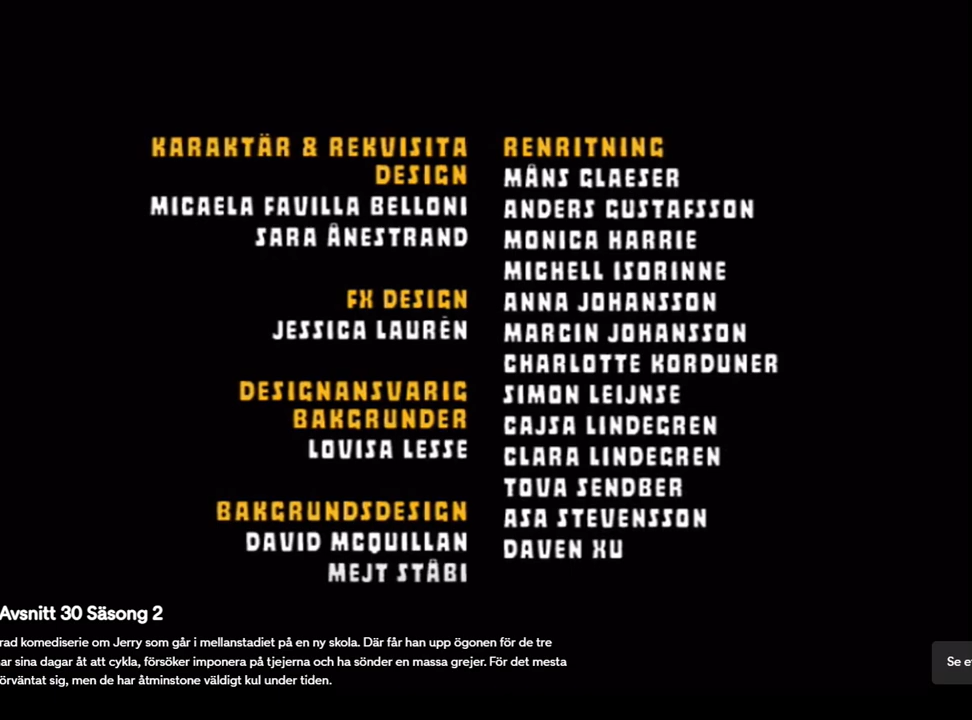 KARAKTÄR & REKVISITA
DESIGN
MICAELA FAVILLA BELLONI
SARA ÅNESTRAND
FX DESIGN
JESSICA LAURÉN
DESIGNANSVARIG
BAKGRUNDER
LOVISA LESSE
BAKGRUNDSDESIGN
DAVID MCQUILLAN
MEJT STÅBI
RENRITNING
MÅNS GLAESER
ANDERS GUSTAFSSON
MONICA HARRIE
MICHELL ISORINNE
ANNA JOHANSSON
MARCIN JOHANSSON
CHARLOTTE KORDUNER
SIMON LEIJNSE
CAJSA LINDEGREN
CLARA LINDEGREN
TOVA SENDBER
ASA STEVENSSON
DAVEN XU
Avsnitt 30 Säsong 2
rad komediserie om Jerry som går i mellanstadiet på en ny skola. Där får han upp ögonen för de tre
ar sina dagar åt att cykla, försöker imponera på tjejerna och ha sönder en massa grejer. För det mesta
örväntat sig, men de har åtminstone väldigt kul under tiden.
Se e